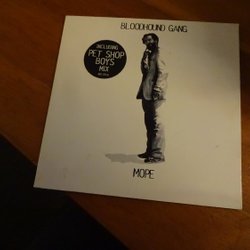 BLOODHOUND GANG
INCLUDING
PET SHOP
BOYS
MIX
MOPE